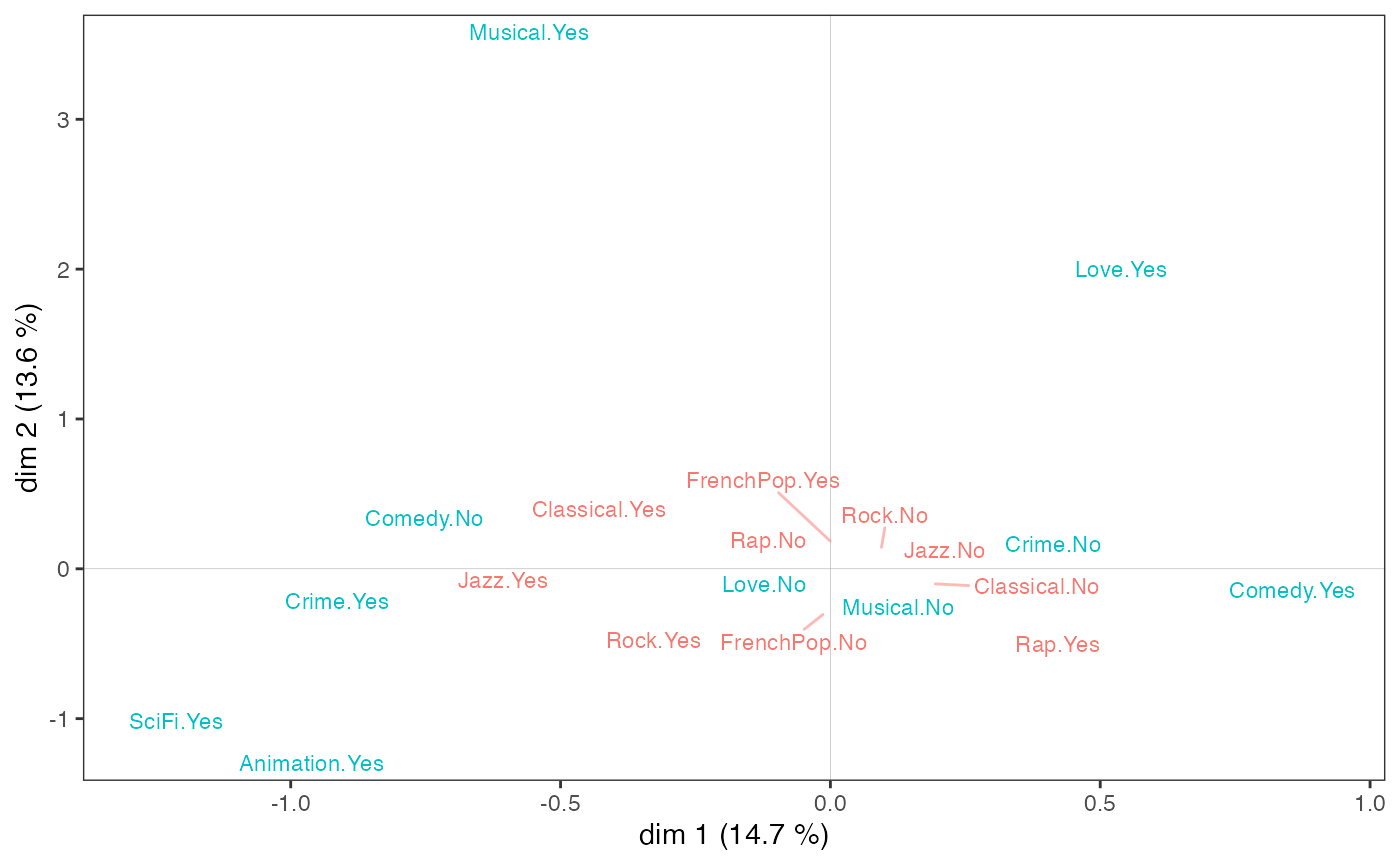 Musical.Yes
3
2
Love.Yes
1
FrenchPop.Yes
Classical.Yes
Comedy.No
Rock.No
Rap.No
Crime.No
Jazz.No
0
Jazz.Yes
Love.No
Classical.No
Comedy.Yes
Crime.Yes
Musical.No
Rock.Yes
FrenchPop.No
Rap.Yes
-1
SciFi.Yes
Animation.Yes
-1.0
-0.5
0.0
0.5
1.0
dim 1 (14.7 %)
dim 2 (13.6 %)